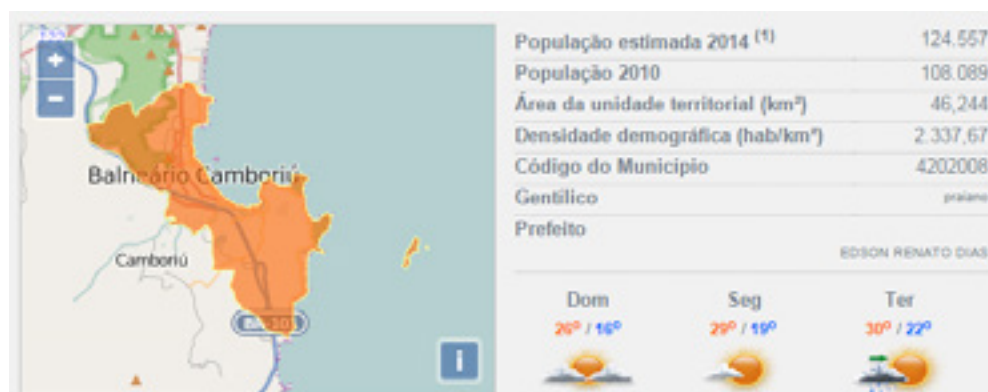 +
−
Balneário Camboriú
Camboriú
BR-101
i
População estimada 2014 (1) 124.557
População 2010 108.089
Área da unidade territorial (km²) 46,244
Densidade demográfica (hab/km²) 2.337,67
Código do Município 4202008
Gentílico praiano
Prefeito
EDSON RENATO DIAS
Dom Seg Ter
26º / 16º 29º / 19º 30º / 22º